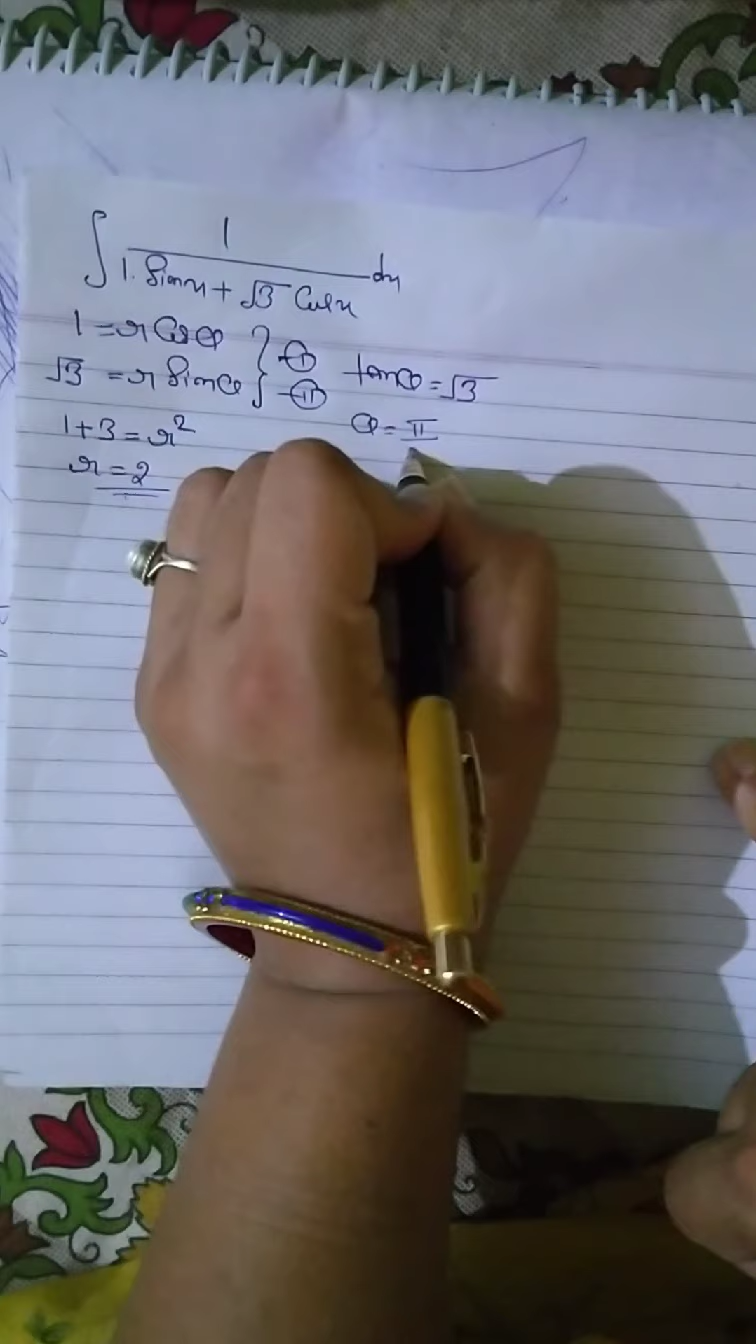 ∫ 1 / (1. Sinx + √3 Cosx) dx
1 = r Cosθ } — I tanθ = √3
√3 = r Sinθ } — II
1+3 = r² θ = π
r = 2